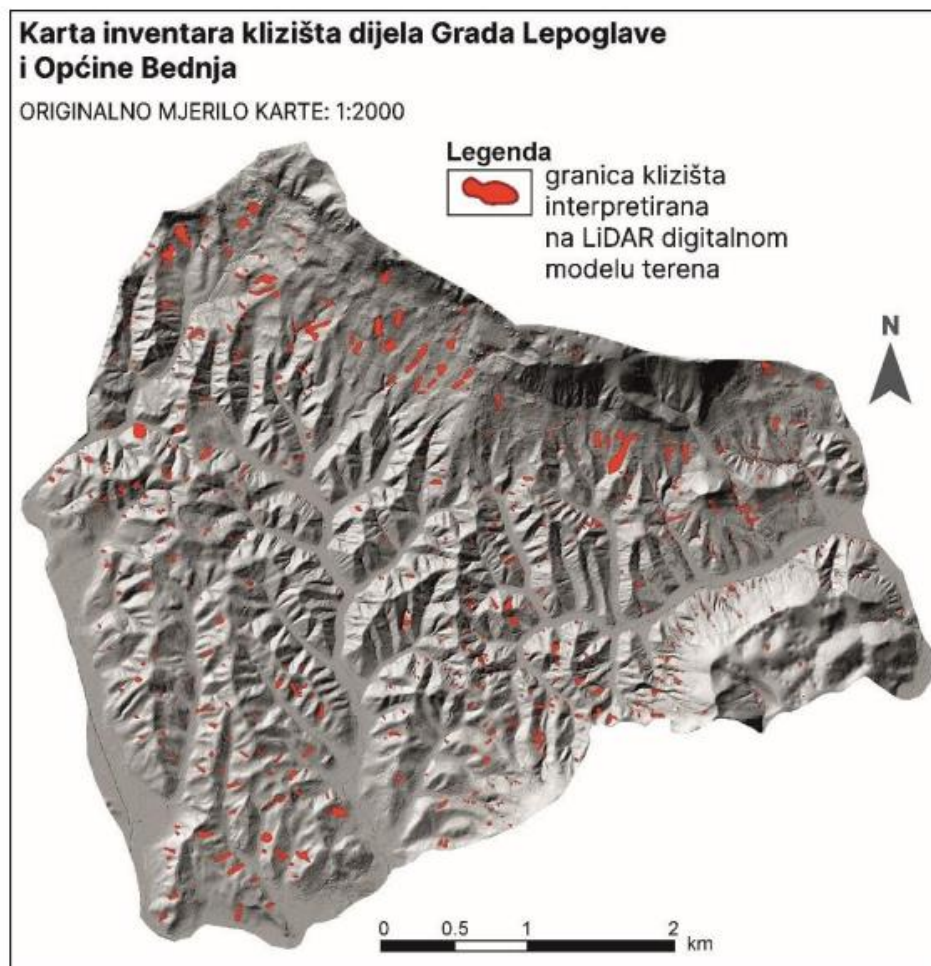 Karta inventara klizišta dijela Grada Lepoglave
i Općine Bednja
ORIGINALNO MJERILO KARTE: 1:2000
Legenda
granica klizišta
interpretirana
na LiDAR digitalnom
modelu terena
N
0 0.5 1 2
km